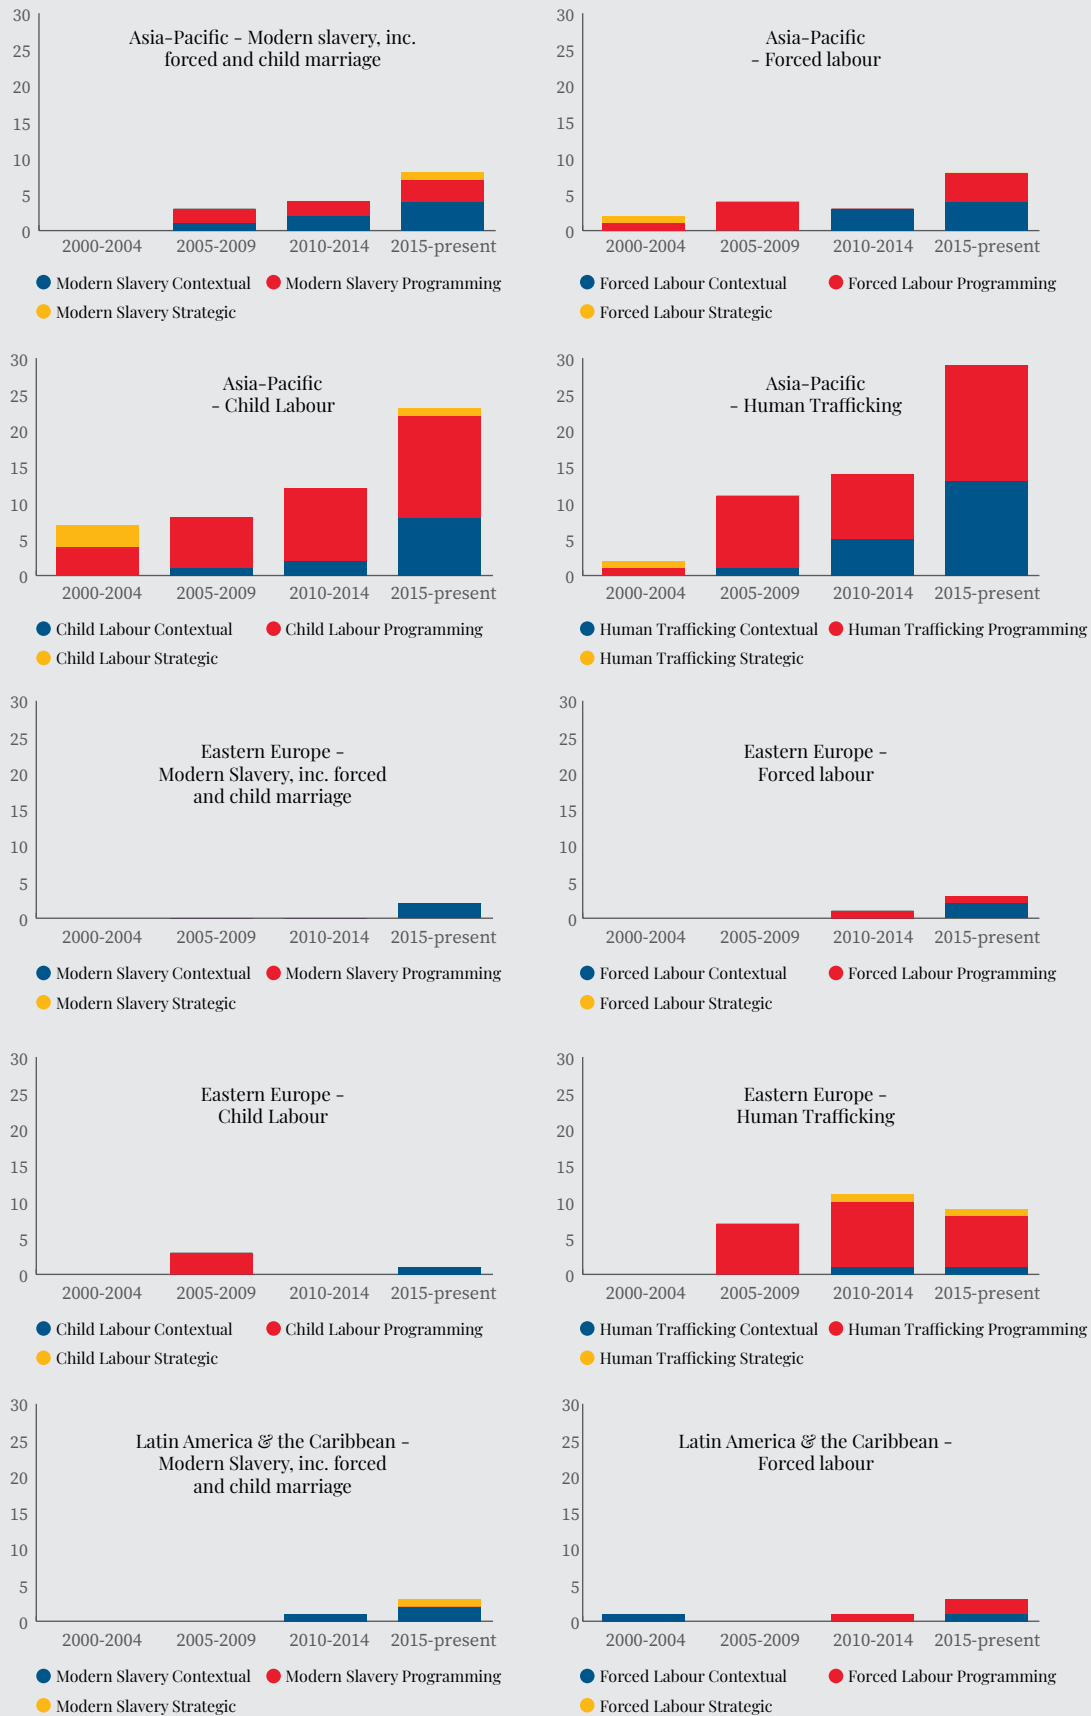 30
25
20
15
10
5
0
Asia-Pacific - Modern slavery, inc.
forced and child marriage
2000-2004 2005-2009 2010-2014 2015-present
Modern Slavery Contextual Modern Slavery Programming
Modern Slavery Strategic
30
25
20
15
10
5
0
Asia-Pacific
- Forced labour
2000-2004 2005-2009 2010-2014 2015-present
Forced Labour Contextual Forced Labour Programming
Forced Labour Strategic
30
25
20
15
10
5
0
Asia-Pacific
- Child Labour
2000-2004 2005-2009 2010-2014 2015-present
Child Labour Contextual Child Labour Programming
Child Labour Strategic
30
25
20
15
10
5
0
Asia-Pacific
- Human Trafficking
2000-2004 2005-2009 2010-2014 2015-present
Human Trafficking Contextual Human Trafficking Programming
Human Trafficking Strategic
30
25
20
15
10
5
0
Eastern Europe -
Modern Slavery, inc. forced
and child marriage
2000-2004 2005-2009 2010-2014 2015-present
Modern Slavery Contextual Modern Slavery Programming
Modern Slavery Strategic
30
25
20
15
10
5
0
Eastern Europe -
Forced labour
2000-2004 2005-2009 2010-2014 2015-present
Forced Labour Contextual Forced Labour Programming
Forced Labour Strategic
30
25
20
15
10
5
0
Eastern Europe -
Child Labour
2000-2004 2005-2009 2010-2014 2015-present
Child Labour Contextual Child Labour Programming
Child Labour Strategic
30
25
20
15
10
5
0
Eastern Europe -
Human Trafficking
2000-2004 2005-2009 2010-2014 2015-present
Human Trafficking Contextual Human Trafficking Programming
Human Trafficking Strategic
30
25
20
15
10
5
0
Latin America & the Caribbean -
Modern Slavery, inc. forced
and child marriage
2000-2004 2005-2009 2010-2014 2015-present
Modern Slavery Contextual Modern Slavery Programming
Modern Slavery Strategic
30
25
20
15
10
5
0
Latin America & the Caribbean -
Forced labour
2000-2004 2005-2009 2010-2014 2015-present
Forced Labour Contextual Forced Labour Programming
Forced Labour Strategic